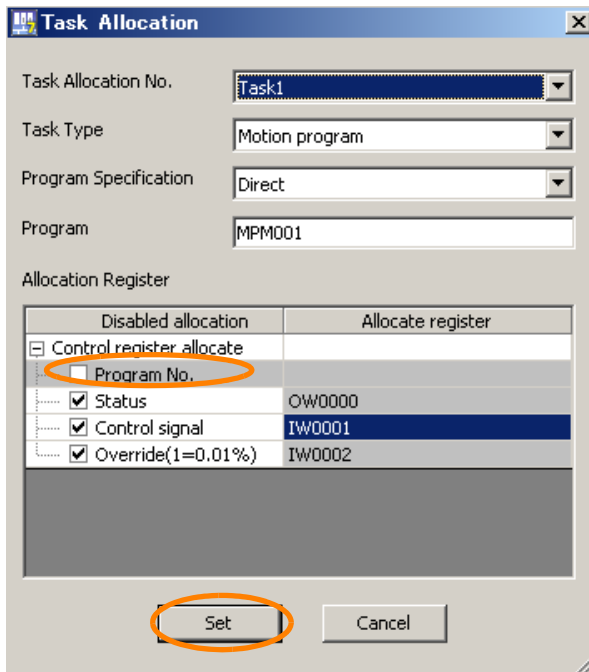 Task Allocation
Task Allocation No. Task1
Task Type Motion program
Program Specification Direct
Program MPM001
Allocation Register
Disabled allocation Allocate register
Control register allocate
Program No.
Status OW0000
Control signal IW0001
Override(1=0.01%) IW0002
Set Cancel